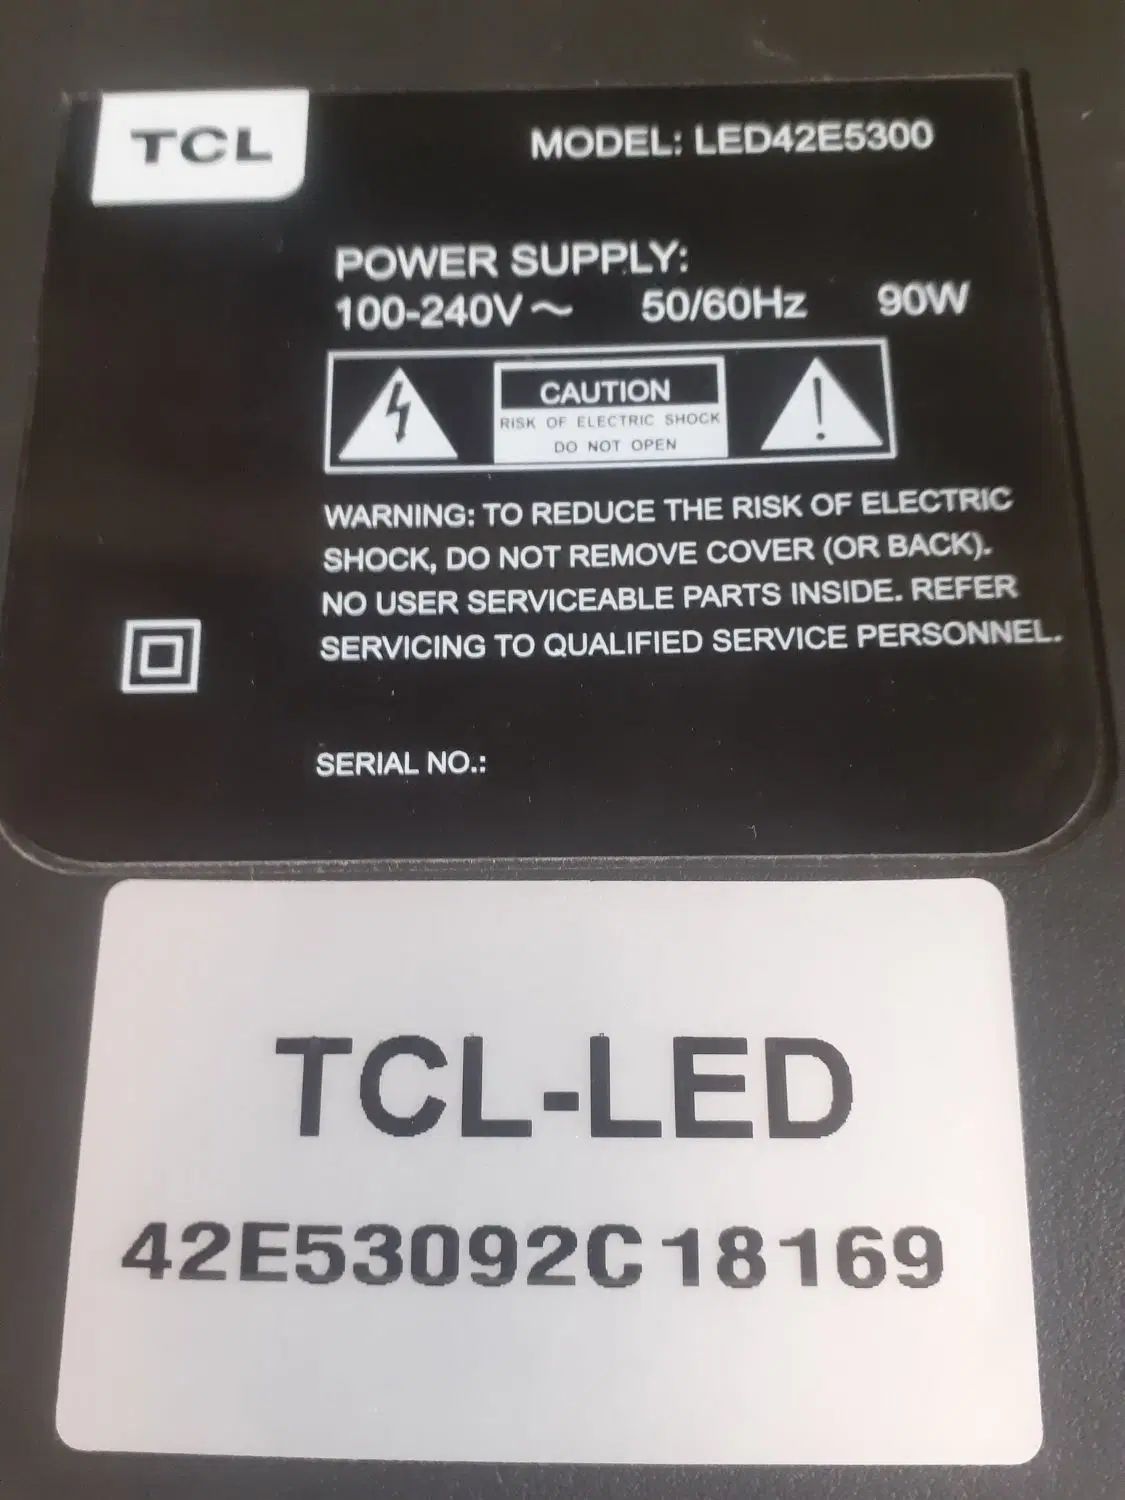 TCL
MODEL: LED42E5300
POWER SUPPLY:
100-240V～ 50/60Hz 90W
CAUTION
RISK OF ELECTRIC SHOCK
DO NOT OPEN
WARNING: TO REDUCE THE RISK OF ELECTRIC
SHOCK, DO NOT REMOVE COVER (OR BACK).
NO USER SERVICEABLE PARTS INSIDE. REFER
SERVICING TO QUALIFIED SERVICE PERSONNEL.
SERIAL NO.:
TCL-LED
42E53092C18169